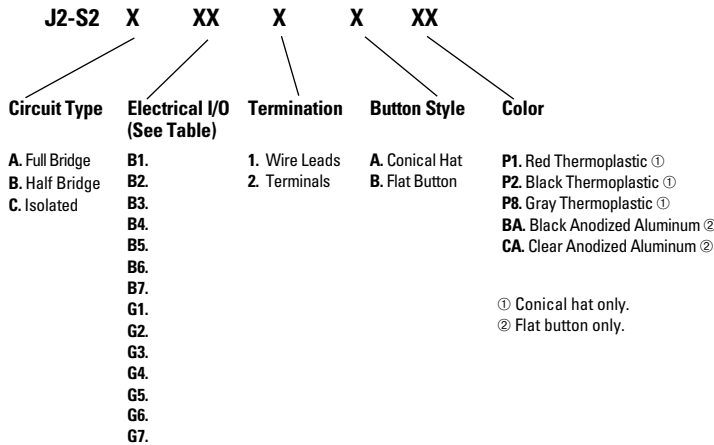 J2-S2 X XX X X XX
Circuit Type
A. Full Bridge
B. Half Bridge
C. Isolated
Electrical I/O
(See Table)
B1.
B2.
B3.
B4.
B5.
B6.
B7.
G1.
G2.
G3.
G4.
G5.
G6.
G7.
Termination
1. Wire Leads
2. Terminals
Button Style
A. Conical Hat
B. Flat Button
Color
P1. Red Thermoplastic ①
P2. Black Thermoplastic ①
P8. Gray Thermoplastic ①
BA. Black Anodized Aluminum ②
CA. Clear Anodized Aluminum ②
① Conical hat only.
② Flat button only.